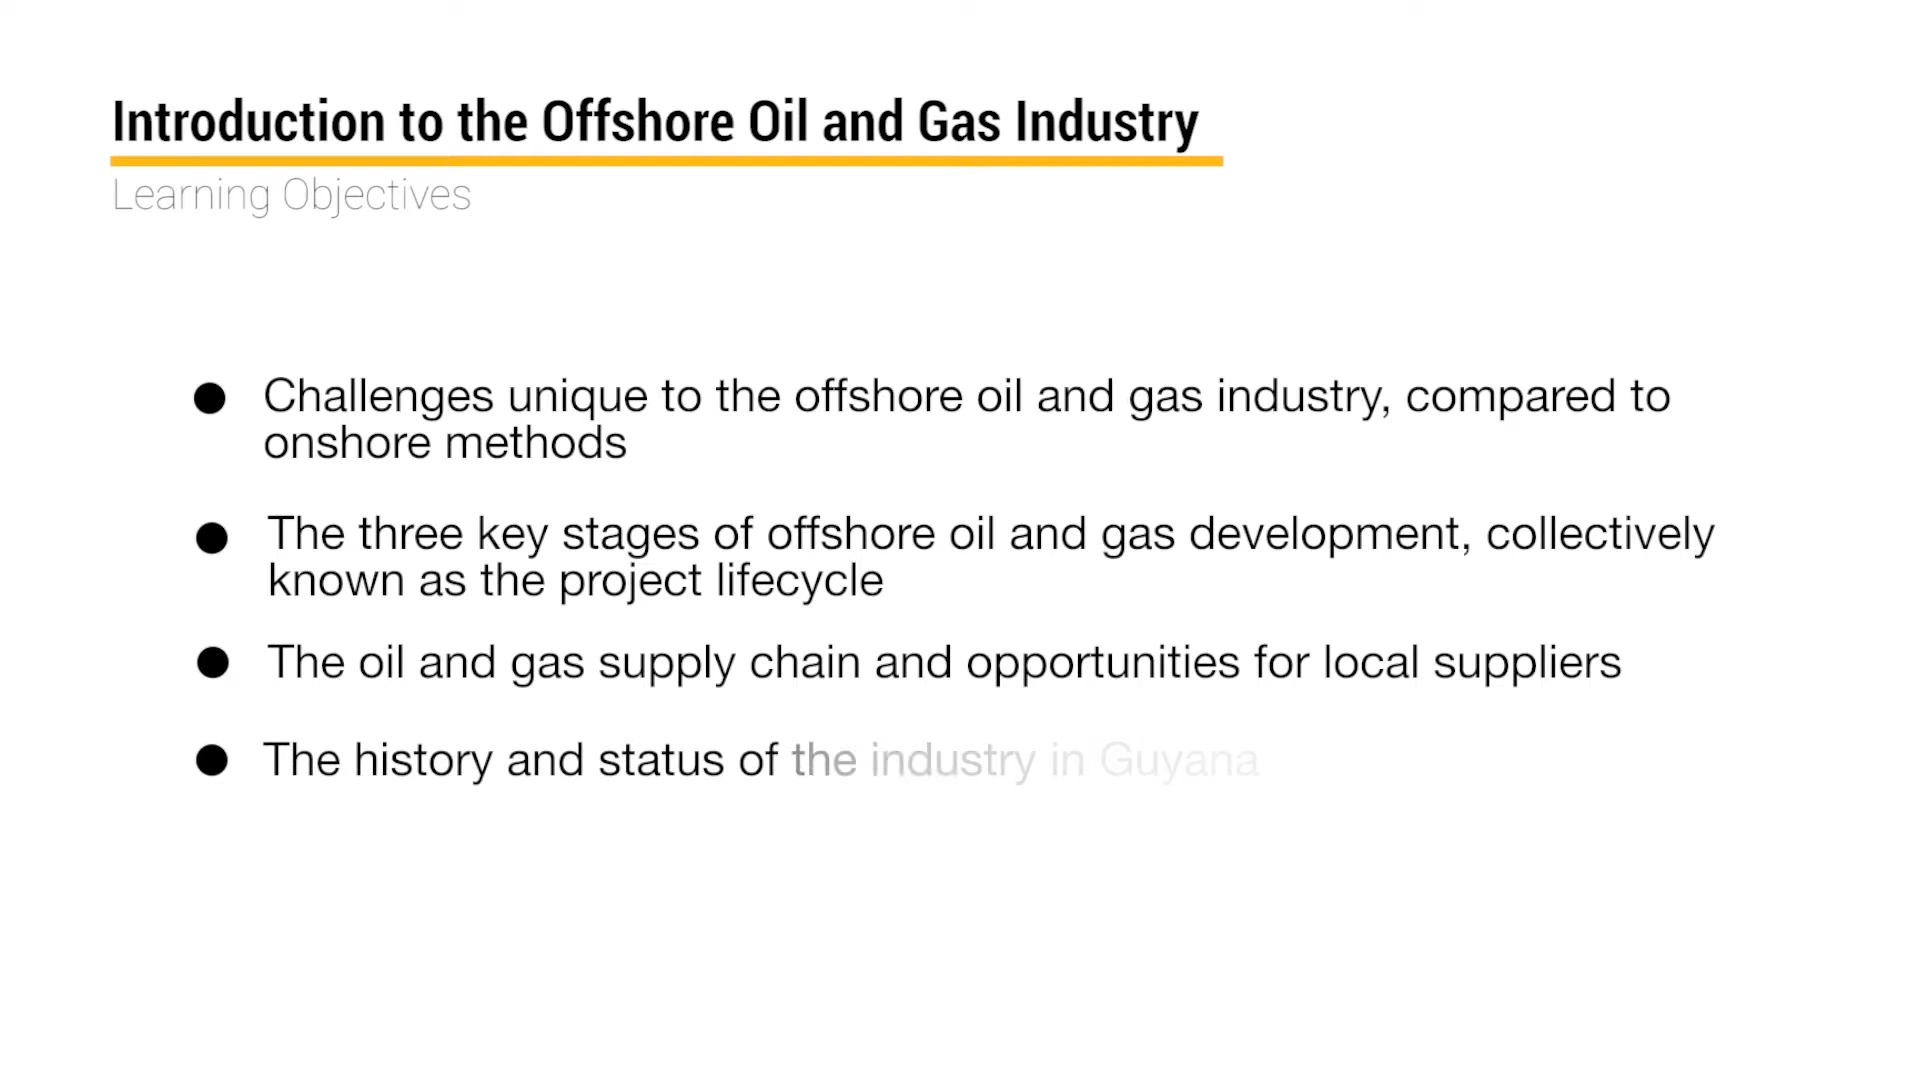 Introduction to the Offshore Oil and Gas Industry
Learning Objectives
● Challenges unique to the offshore oil and gas industry, compared to
onshore methods
● The three key stages of offshore oil and gas development, collectively
known as the project lifecycle
● The oil and gas supply chain and opportunities for local suppliers
● The history and status of the industry in Guyana